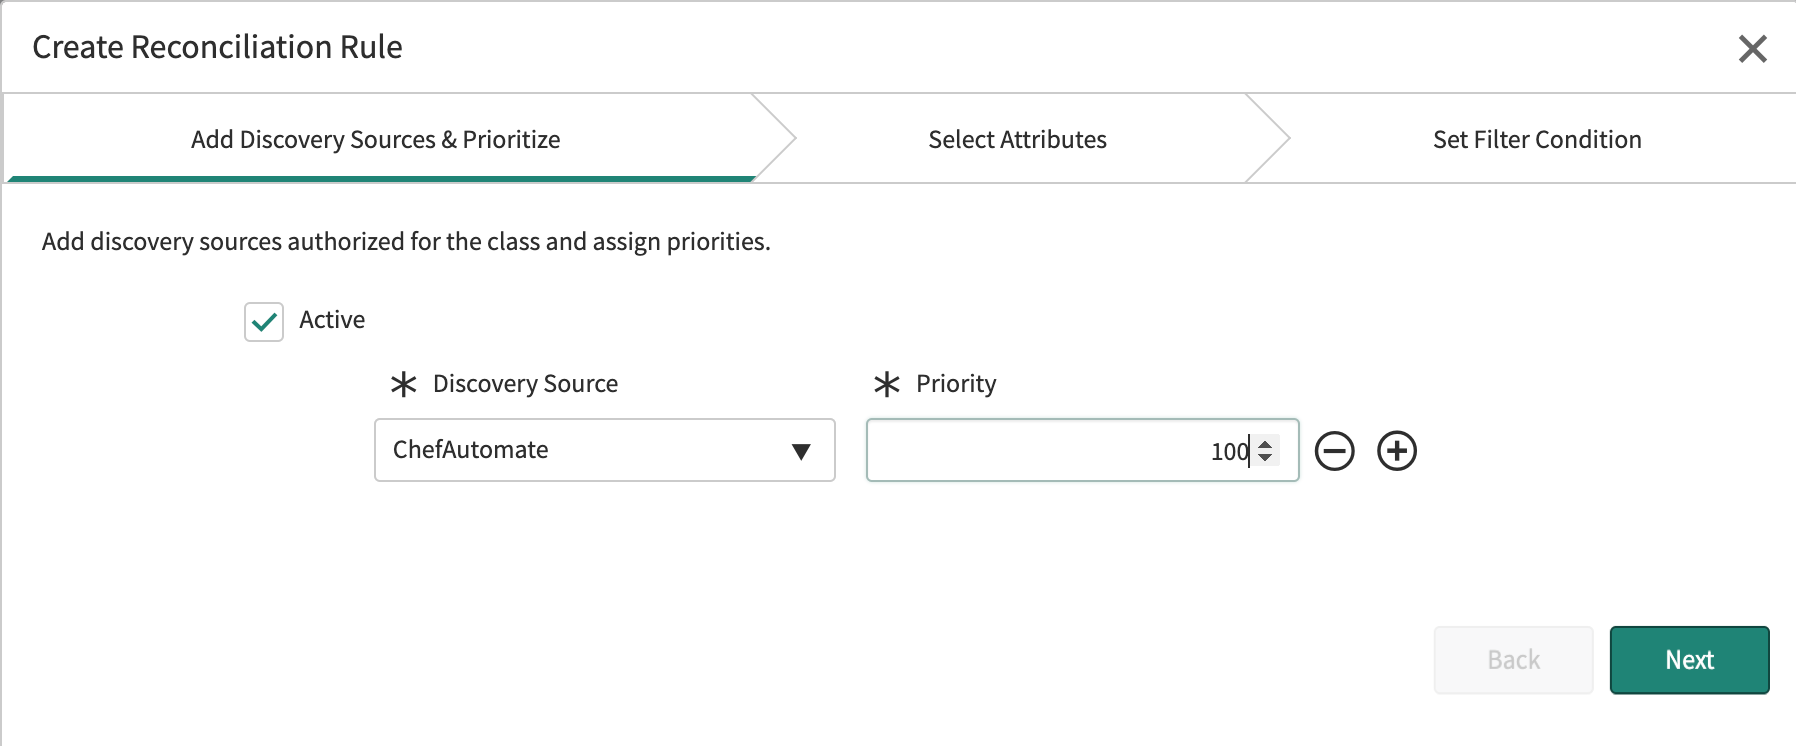 Create Reconciliation Rule
Add Discovery Sources & Prioritize
Select Attributes
Set Filter Condition
Add discovery sources authorized for the class and assign priorities.
Active
* Discovery Source
* Priority
ChefAutomate
100
Back
Next